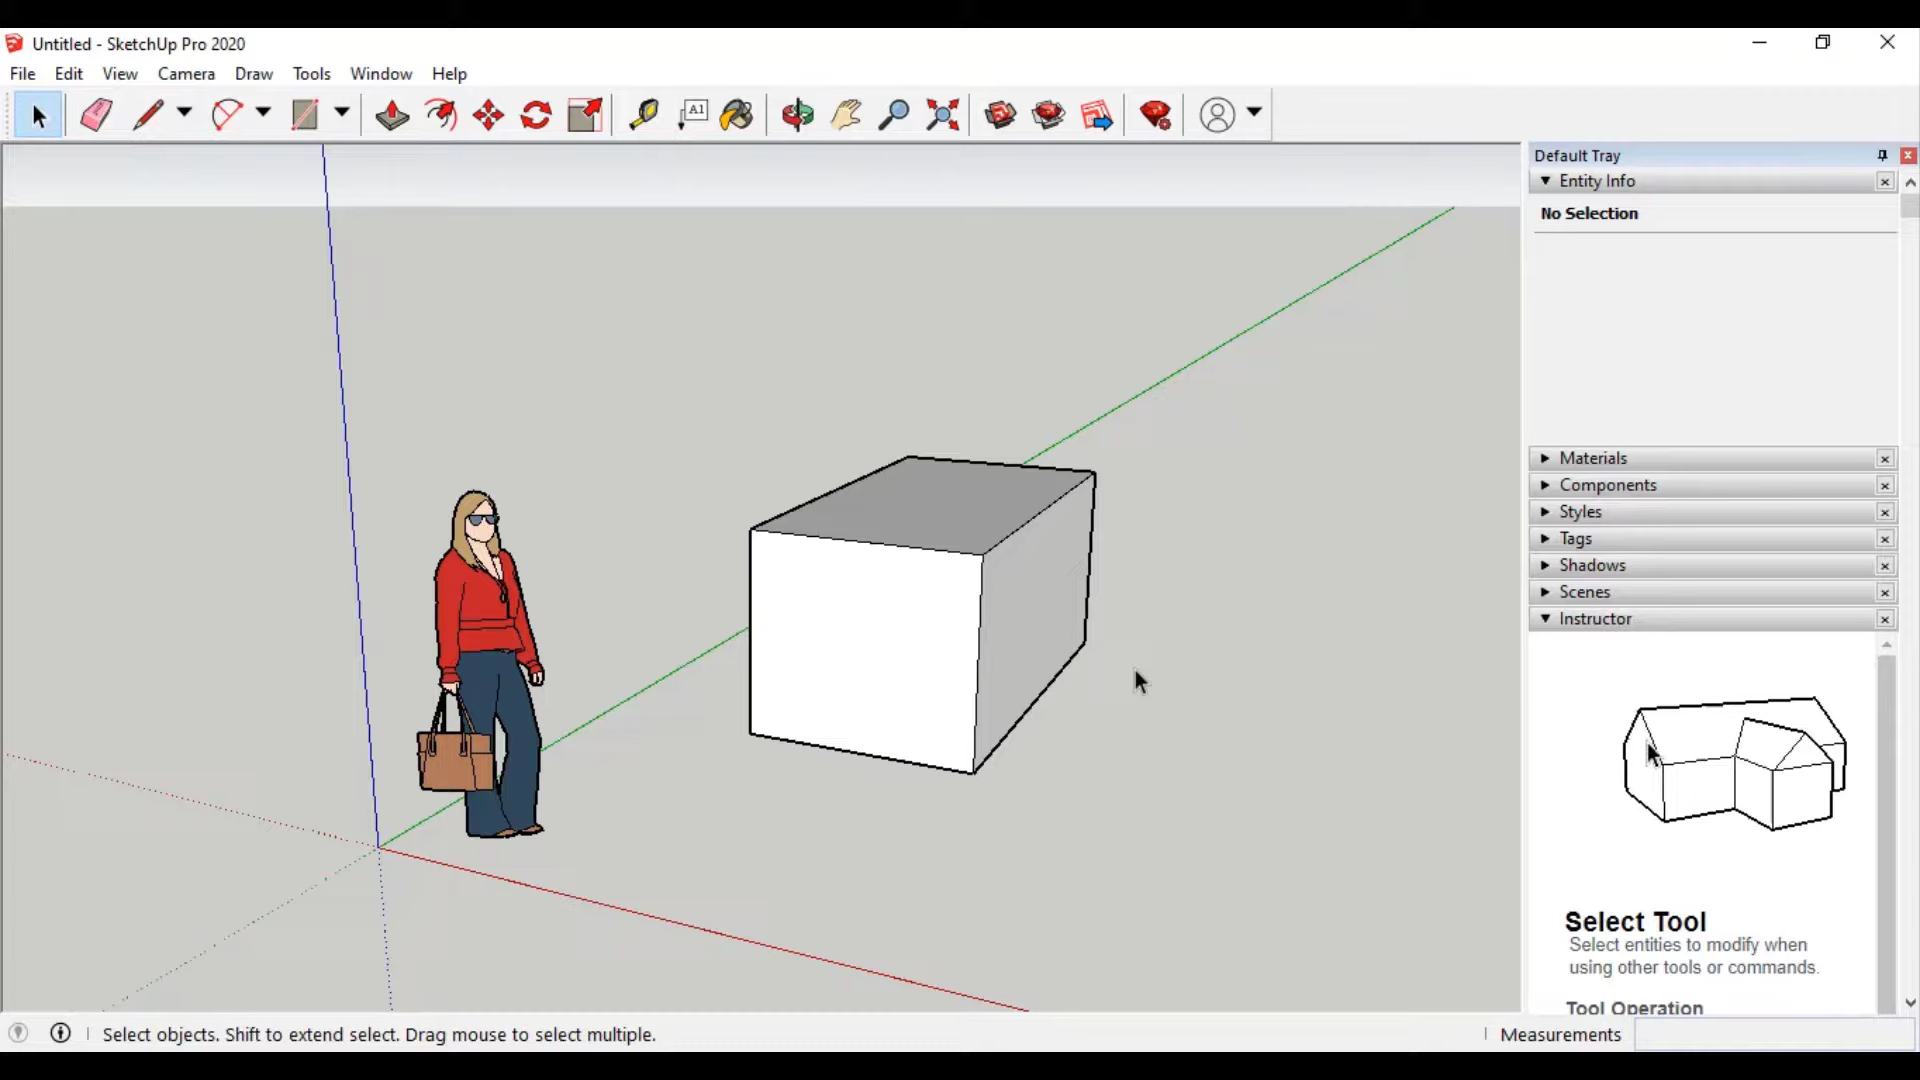 Untitled - SketchUp Pro 2020
File Edit View Camera Draw Tools Window Help
A1
Default Tray
Entity Info
No Selection
Materials
Components
Styles
Tags
Shadows
Scenes
Instructor
Select Tool
Select entities to modify when
using other tools or commands.
Tool Operation
Select objects. Shift to extend select. Drag mouse to select multiple.
Measurements